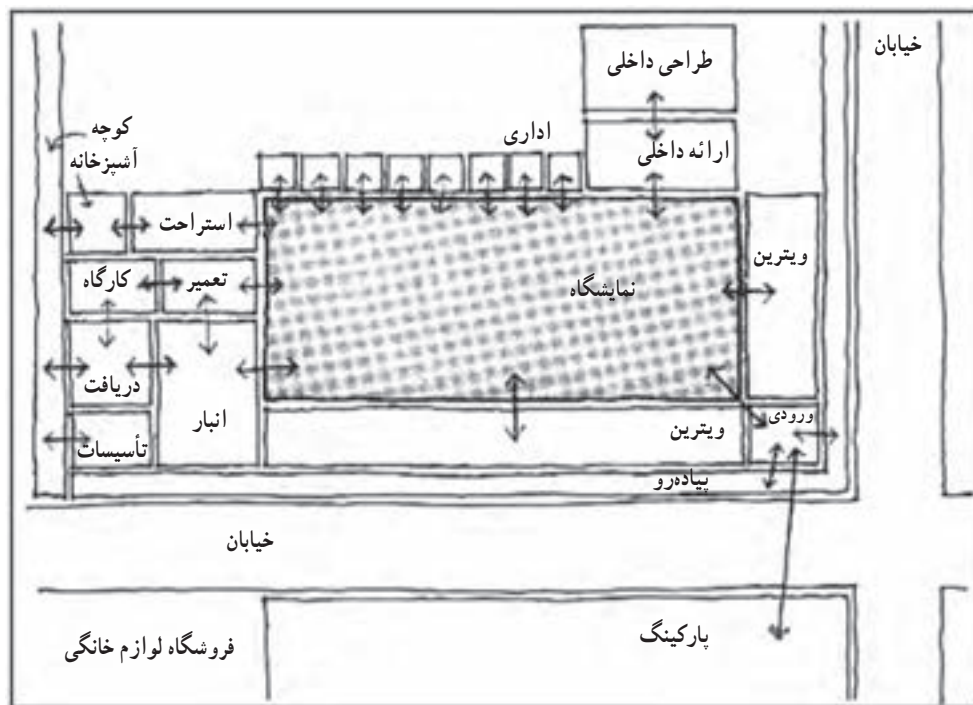 خیابان
طراحی داخلی
اداری
ارائه داخلی
کوچه
آشپزخانه
استراحت
ویترین
کارگاه
تعمیر
نمایشگاه
دریافت
انبار
ویترین
ورودی
تأسیسات
پیاده‌رو
خیابان
پارکینگ
فروشگاه لوازم خانگی